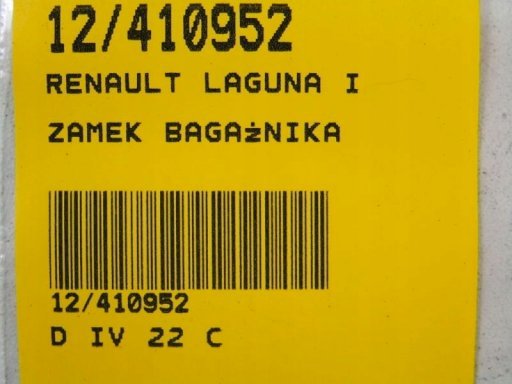 12/410952
RENAULT LAGUNA I
ZAMEK BAGAżNIKA
12/410952
D IV 22 C